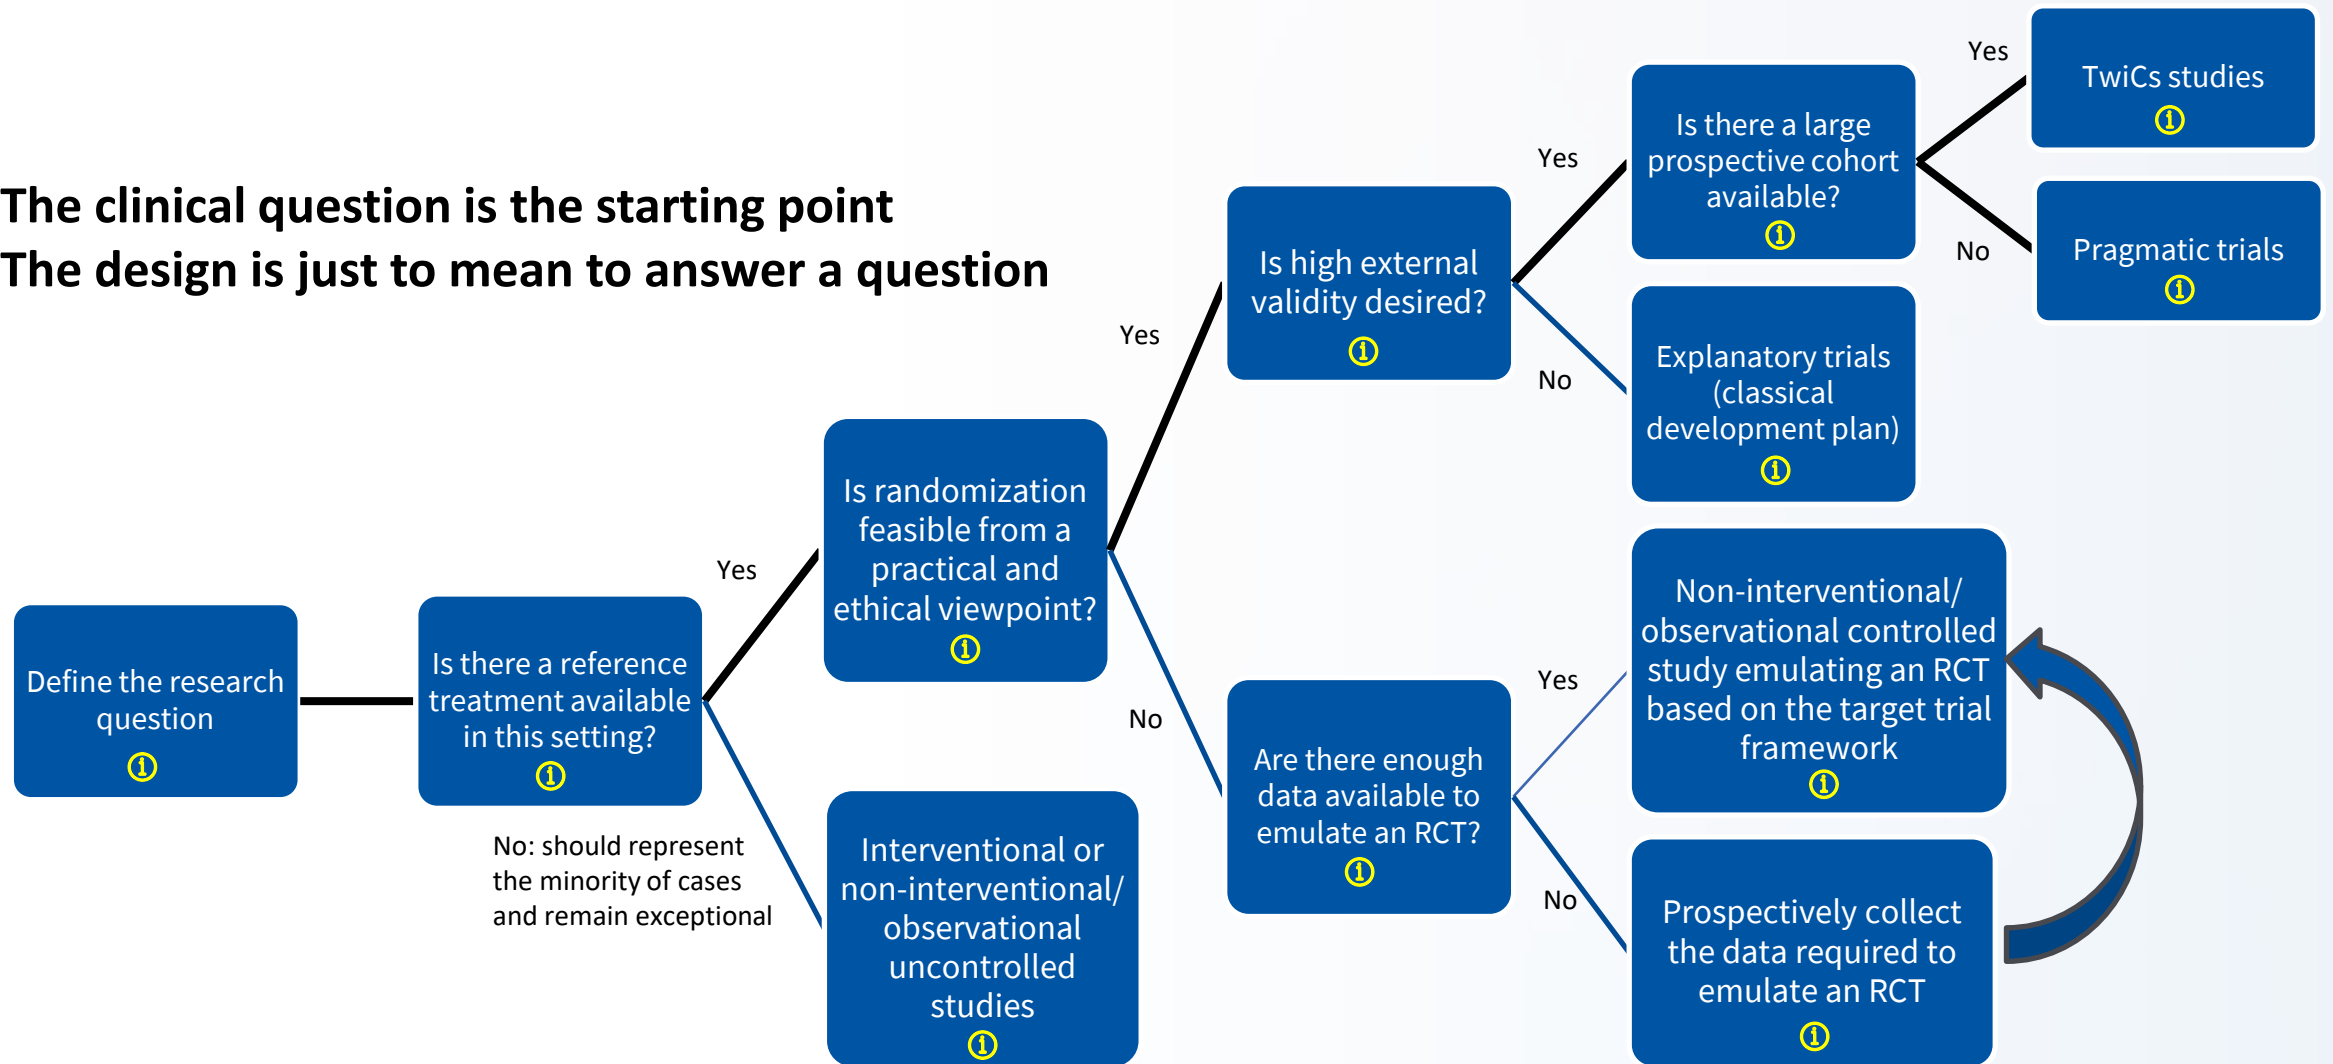 The clinical question is the starting point
The design is just to mean to answer a question
Define the research
question
Is there a reference
treatment available
in this setting?
Yes
No: should represent
the minority of cases
and remain exceptional
Is randomization
feasible from a
practical and
ethical viewpoint?
Interventional or
non-interventional/
observational
uncontrolled
studies
Yes
No
Is high external
validity desired?
Are there enough
data available to
emulate an RCT?
Yes
No
Yes
No
Is there a large
prospective cohort
available?
Explanatory trials
(classical
development plan)
Non-interventional/
observational controlled
study emulating an RCT
based on the target trial
framework
Prospectively collect
the data required to
emulate an RCT
Yes
No
TwiCs studies
Pragmatic trials